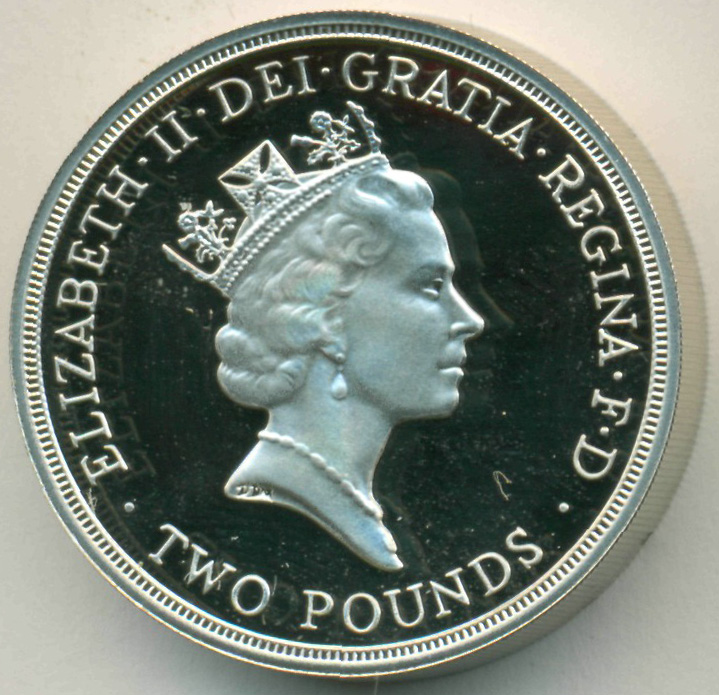 ELIZABETH·II·DEI·GRATIA·REGINA·F·D·
TWO POUNDS·